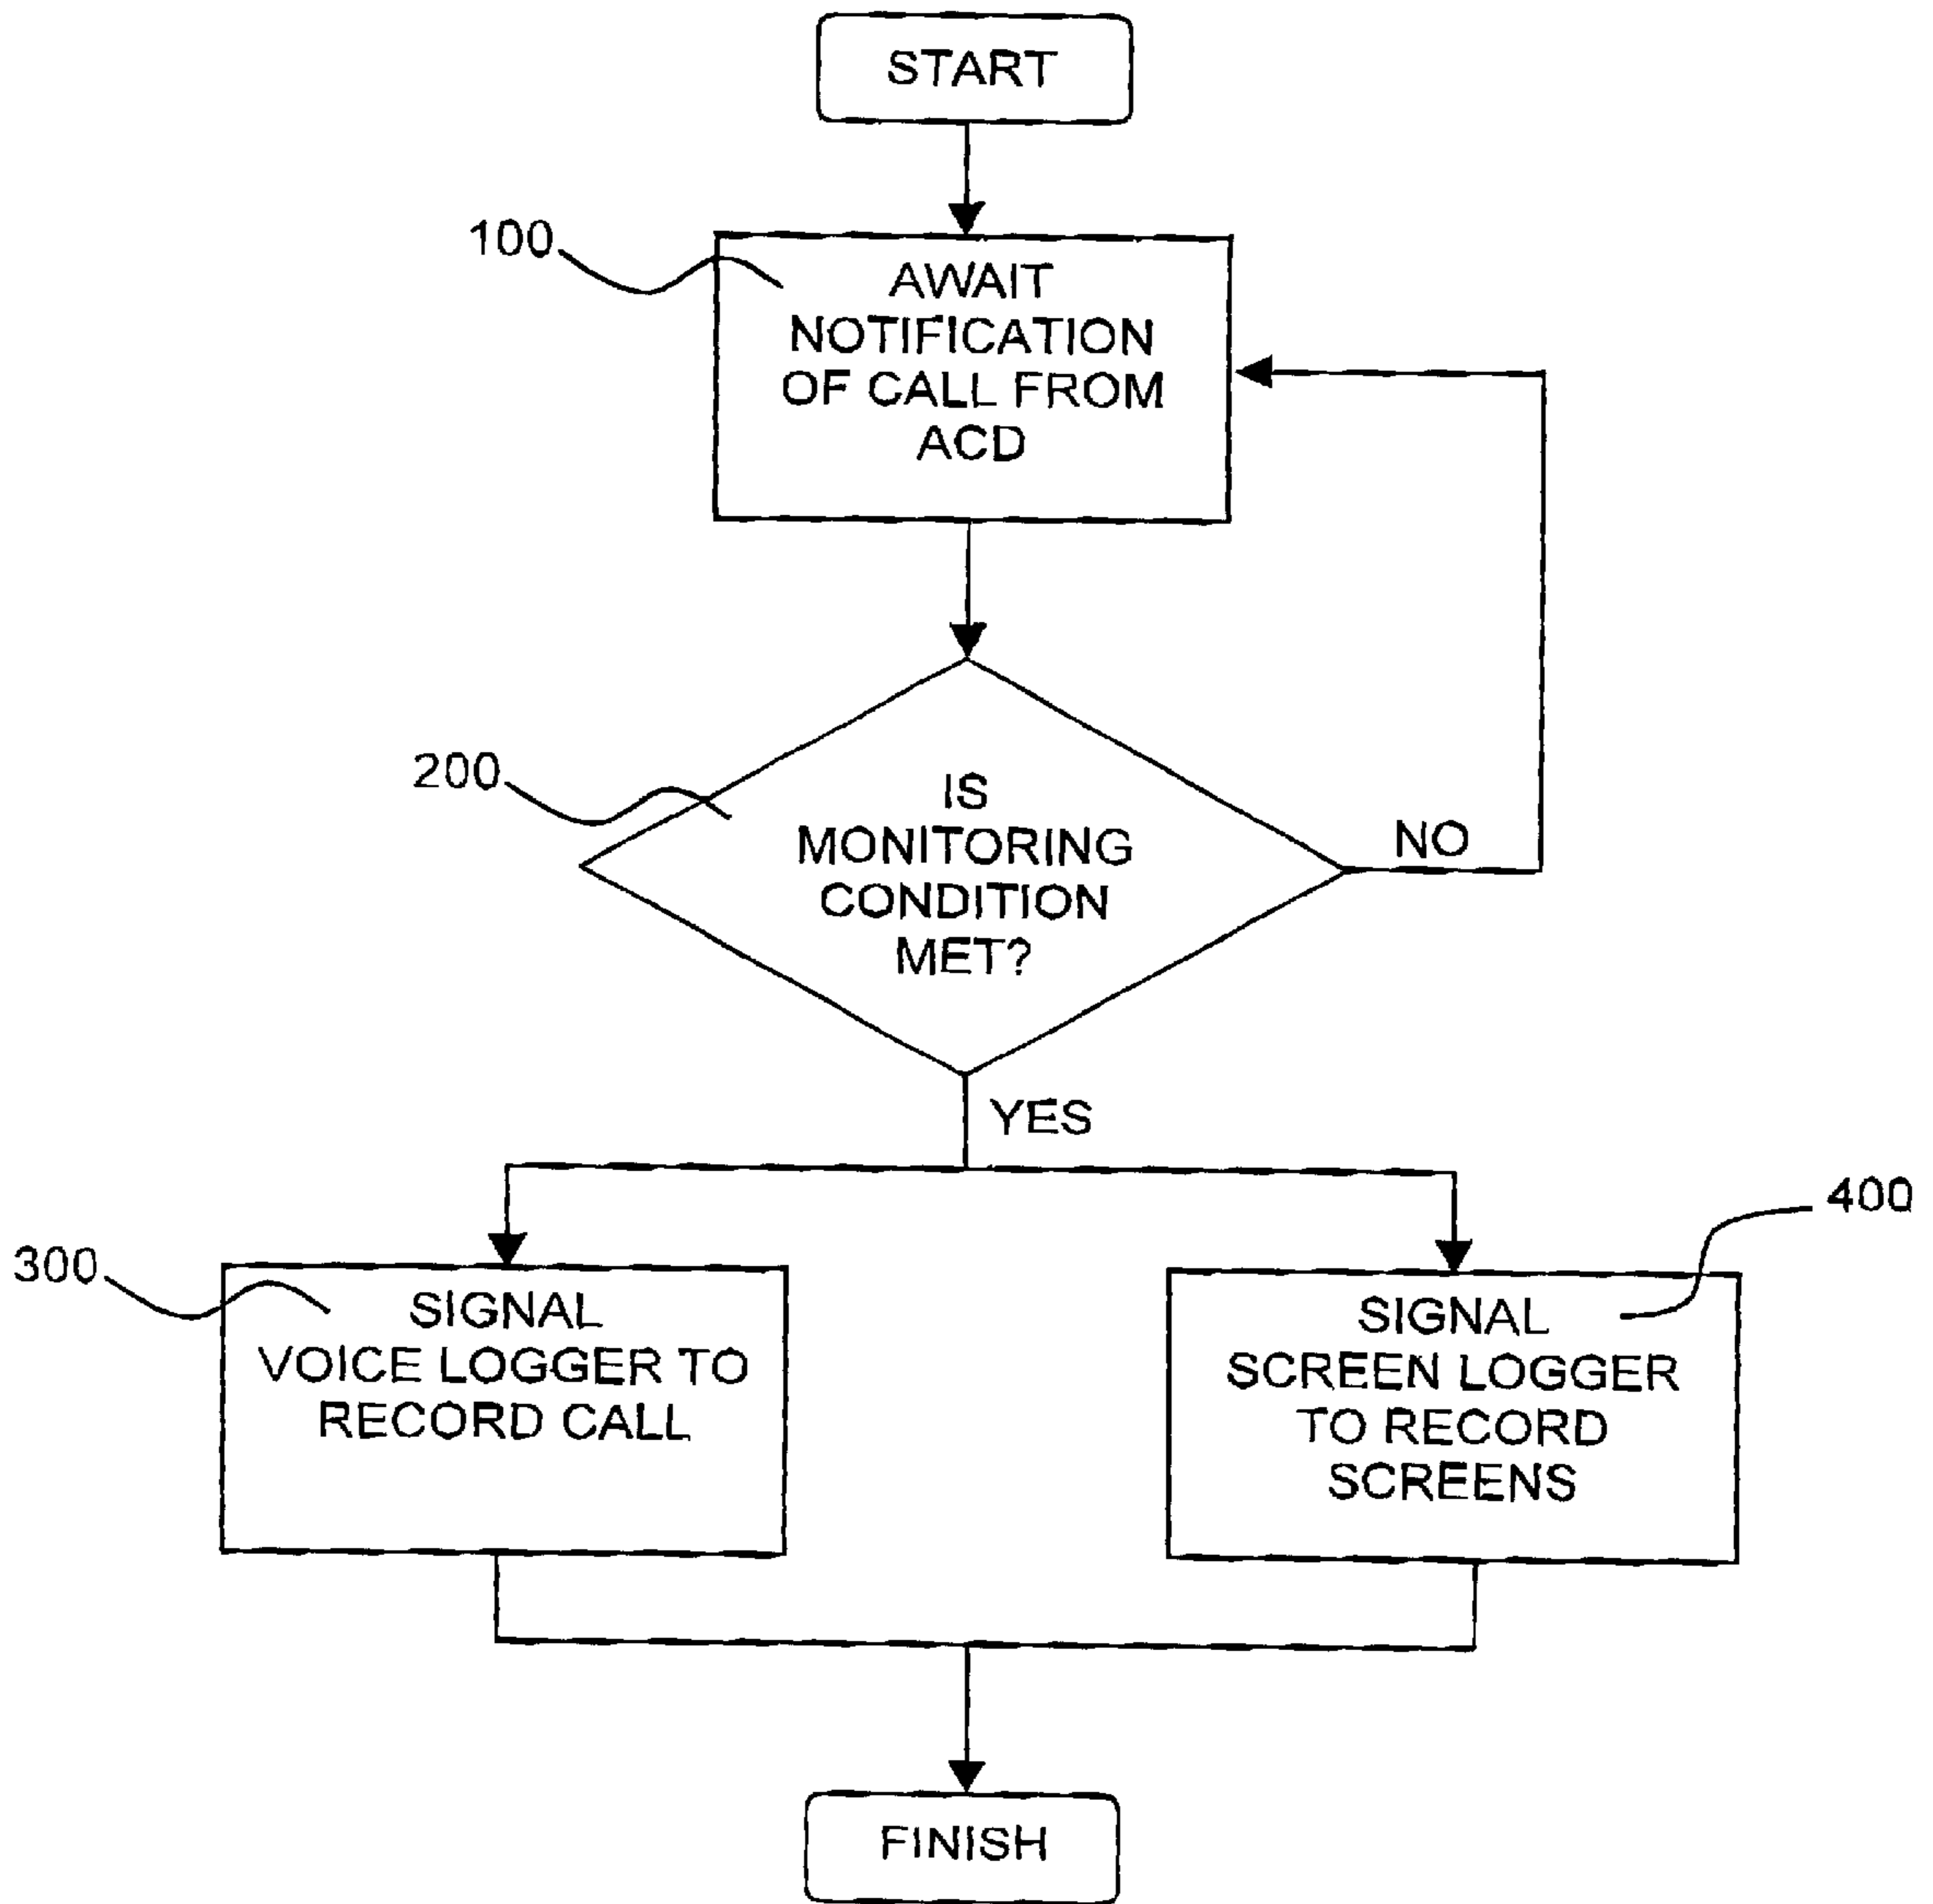 START
100
AWAIT
NOTIFICATION
OF CALL FROM
ACD
200
IS
MONITORING
CONDITION
MET?
NO
YES
300
SIGNAL
VOICE LOGGER TO
RECORD CALL
400
SIGNAL
SCREEN LOGGER
TO RECORD
SCREENS
FINISH